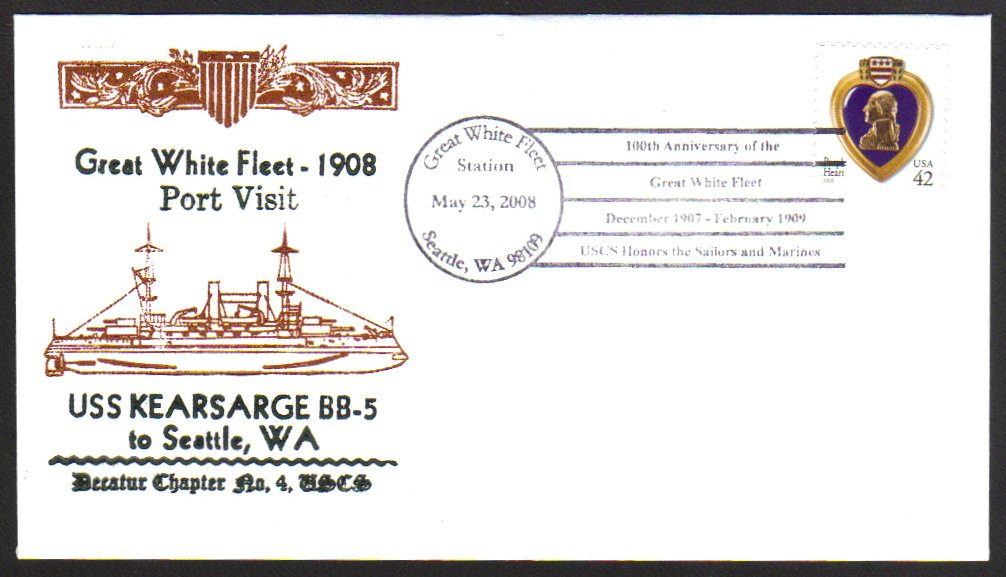 Great White Fleet - 1908
Port Visit
USS KEARSARGE BB-5
to Seattle, WA
Decatur Chapter No. 4, USCS
Great White Fleet
Station
May 23, 2008
Seattle, WA 98109
100th Anniversary of the
Great White Fleet
December 1907 - February 1909
USCS Honors the Sailors and Marines
Purple
Heart
USA
42